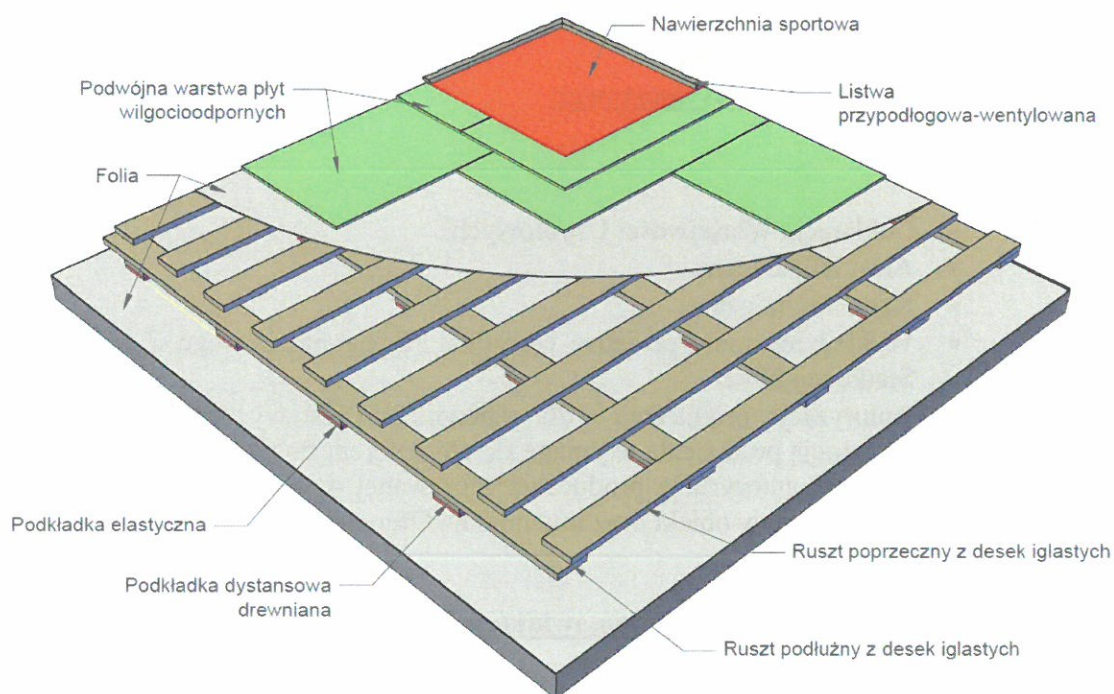 Nawierzchnia sportowa
Podwójna warstwa płyt
wilgocioodpornych
Listwa
przypodłogowa-wentylowana
Folia
Podkładka elastyczna
Podkładka dystansowa
drewniana
Ruszt poprzeczny z desek iglastych
Ruszt podłużny z desek iglastych